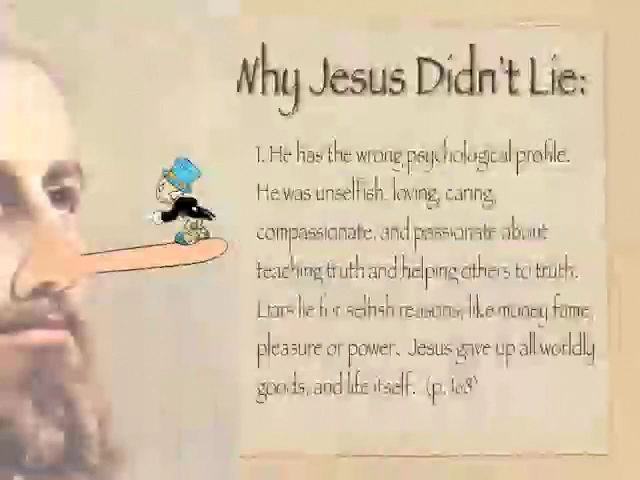 Why Jesus Didn't Lie:
1. He has the wrong psychological profile.
He was unselfish, loving, caring,
compassionate, and passionate about
teaching truth and helping others to truth.
Liars lie for selfish reasons, like money fame,
pleasure or power. Jesus gave up all worldly
goods, and life itself. (p. 168)